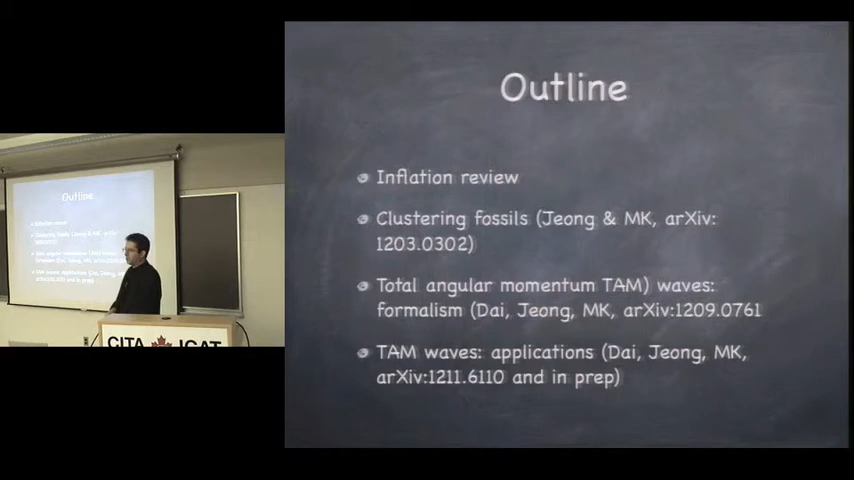 Outline
Inflation review
Clustering fossils (Jeong & MK, arXiv:
1203.0302)
Total angular momentum TAM) waves:
formalism (Dai, Jeong, MK, arXiv:1209.0761
TAM waves: applications (Dai, Jeong, MK,
arXiv:1211.6110 and in prep)
Outline
CITA ICAT